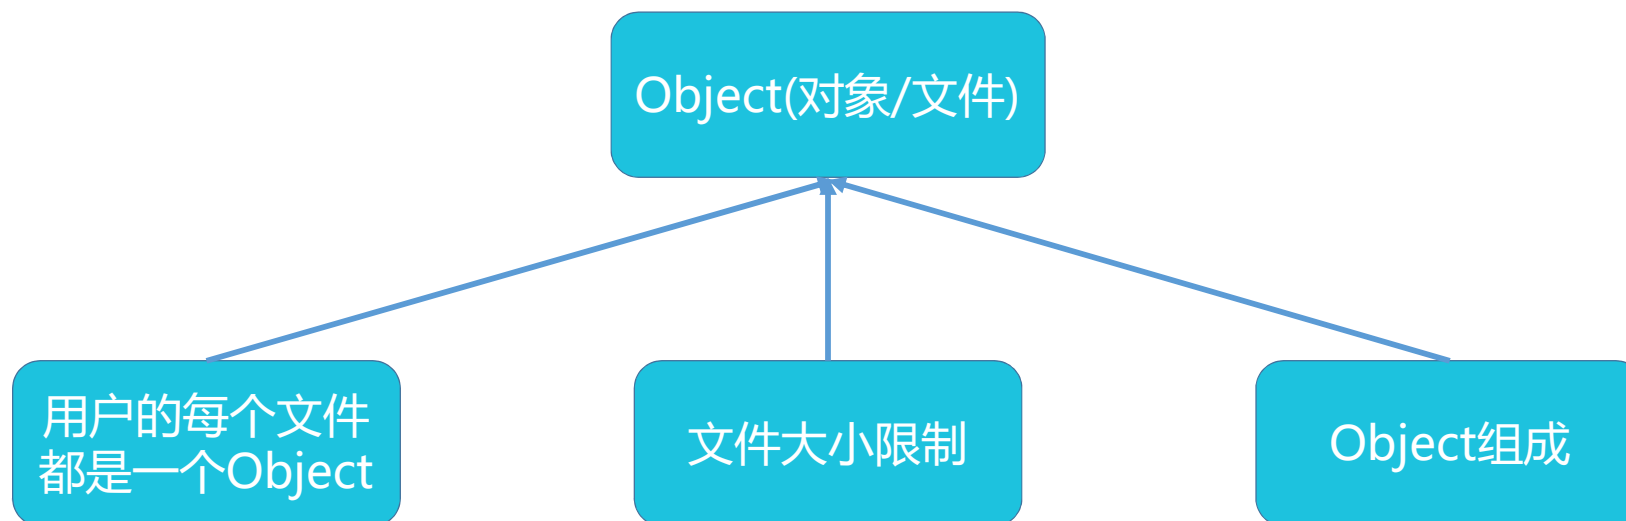 Object(对象/文件)
用户的每个文件
都是一个Object
文件大小限制
Object组成